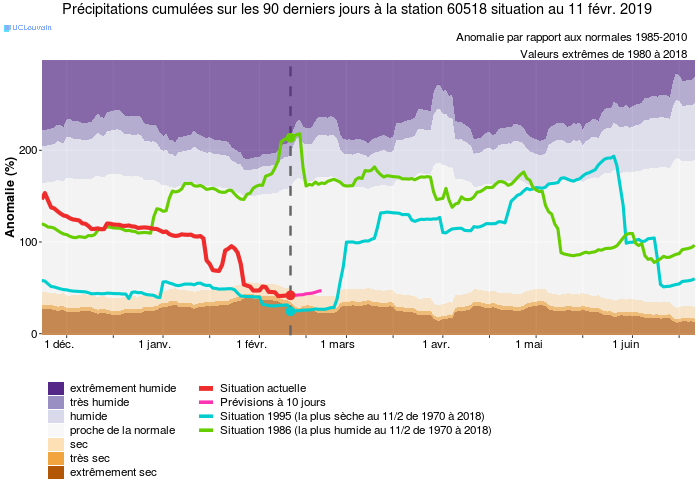 Précipitations cumulées sur les 90 derniers jours à la station 60518 situation au 11 févr. 2019
UCLouvain
Anomalie par rapport aux normales 1985-2010
Valeurs extrêmes de 1980 à 2018
Anomalie (%)
200
100
0
1 déc.
1 janv.
1 févr.
1 mars
1 avr.
1 mai
1 juin
extrêmement humide
très humide
humide
proche de la normale
sec
très sec
extrêmement sec
Situation actuelle
Prévisions à 10 jours
Situation 1995 (la plus sèche au 11/2 de 1970 à 2018)
Situation 1986 (la plus humide au 11/2 de 1970 à 2018)